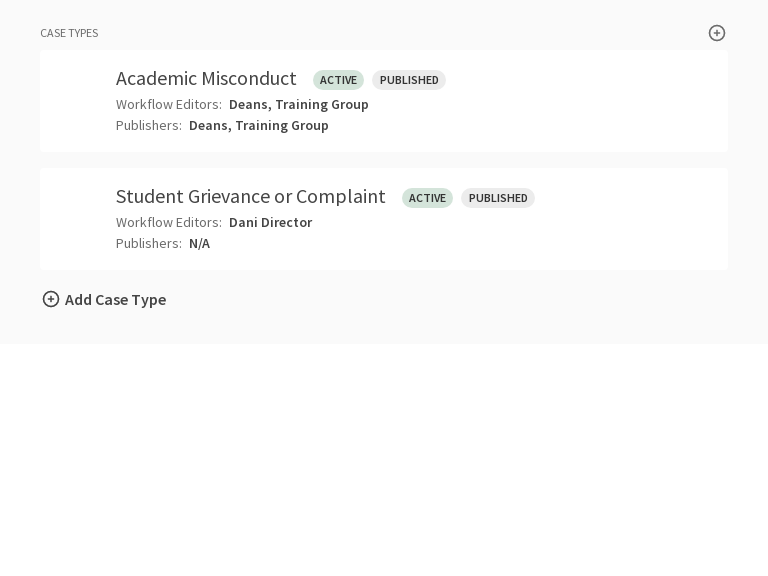 CASE TYPES
Academic Misconduct ACTIVE PUBLISHED
Workflow Editors: Deans, Training Group
Publishers: Deans, Training Group
Student Grievance or Complaint ACTIVE PUBLISHED
Workflow Editors: Dani Director
Publishers: N/A
Add Case Type